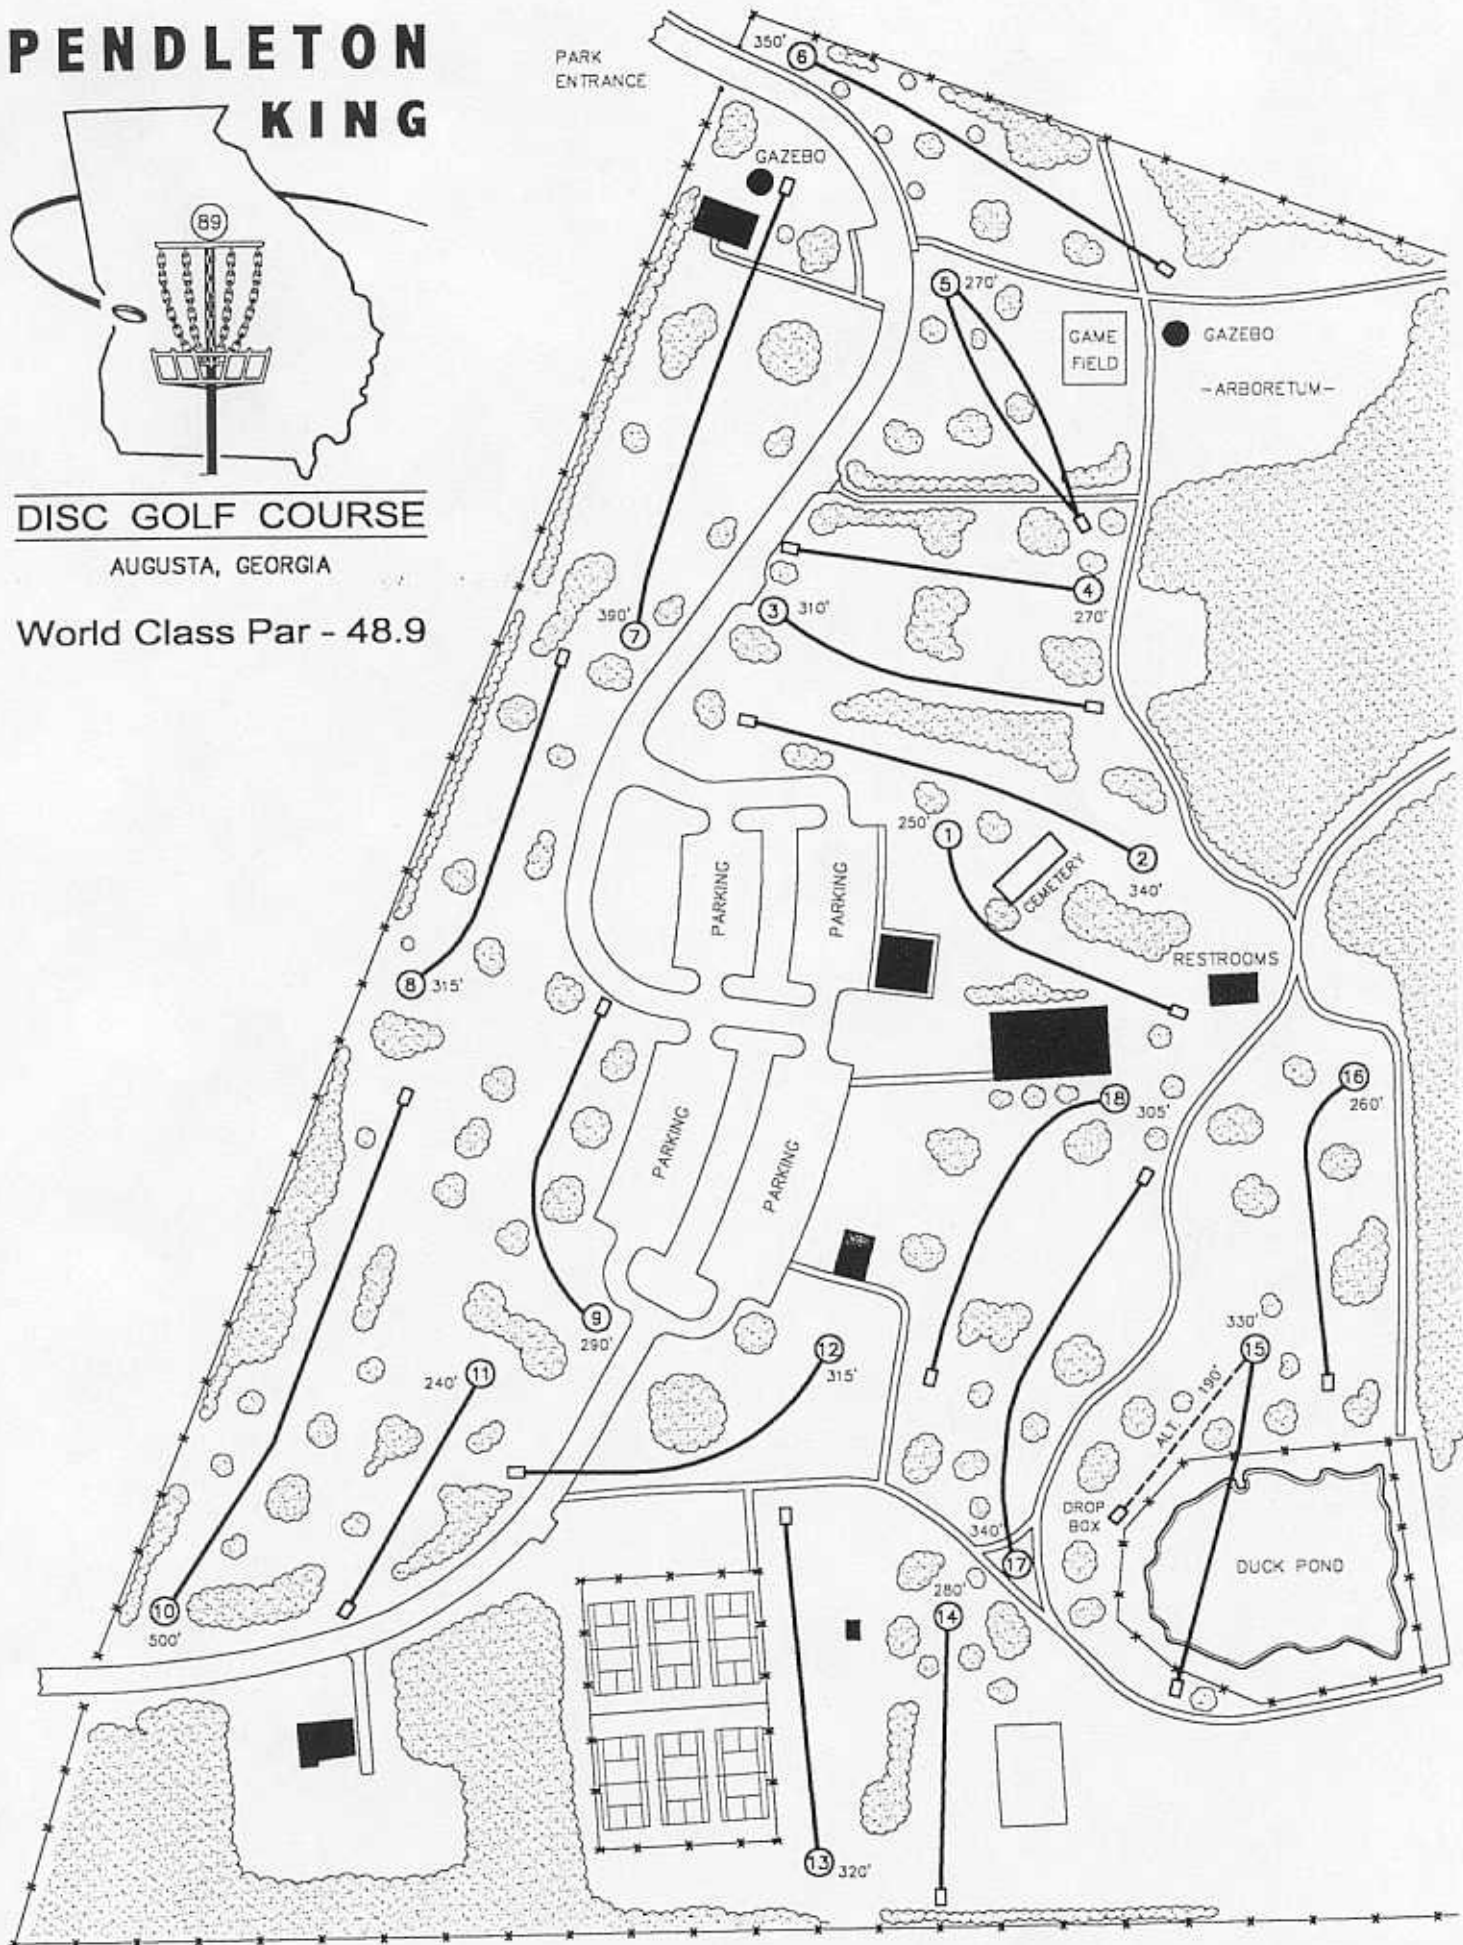 PENDLETON
KING
89
DISC GOLF COURSE
AUGUSTA, GEORGIA
World Class Par - 48.9
PARK
ENTRANCE
350'
6
GAZEBO
5
270'
GAME
FIELD
GAZEBO
-ARBORETUM-
4
270'
3
310'
390'
7
250'
1
2
340'
CEMETERY
PARKING
PARKING
RESTROOMS
8
315'
16
260'
18
305'
PARKING
PARKING
9
290'
12
315'
240'
11
330'
15
ALT 190'
DROP
BOX
DUCK POND
340'
17
280'
14
10
500'
13
320'